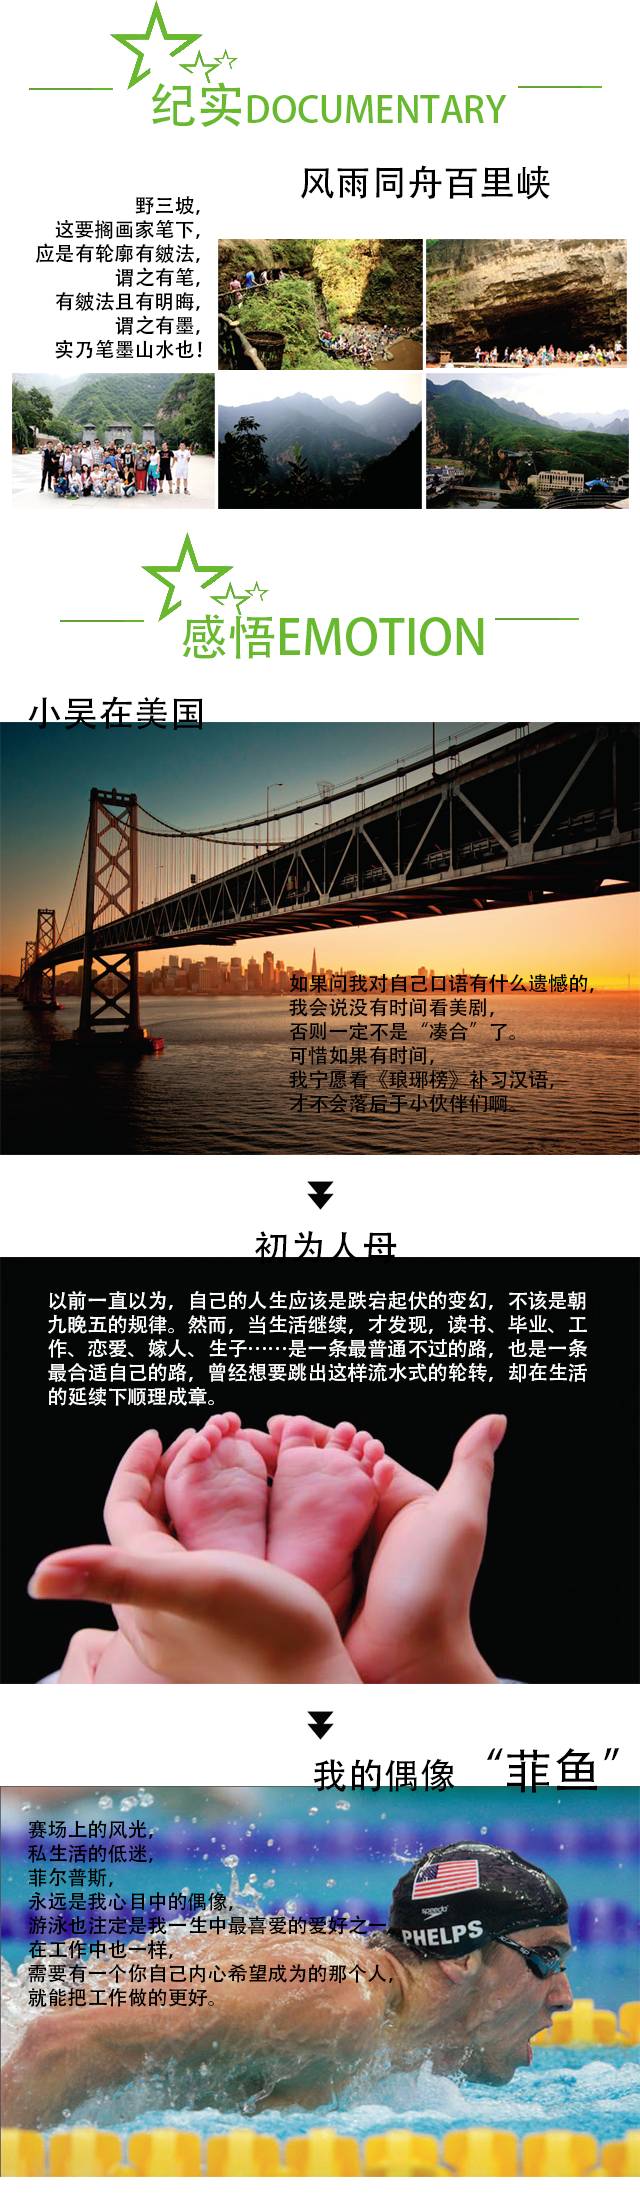 纪实DOCUMENTARY
风雨同舟百里峡
野三坡，
这要搁画家笔下，
应是有轮廓有皴法，
谓之有笔，
有皴法且有明晦，
谓之有墨，
实乃笔墨山水也！
感悟EMOTION
小吴在美国
如果问我对自己口语有什么遗憾的，
我会说没有时间看美剧，
否则一定不是“凑合”了。
可惜如果有时间，
我宁愿看《琅琊榜》补习汉语，
才不会落后于小伙伴们啊。
初为人母
以前一直以为，自己的人生应该是跌宕起伏的变幻，不该是朝
九晚五的规律。然而，当生活继续，才发现，读书、毕业、工
作、恋爱、嫁人、生子……是一条最普通不过的路，也是一条
最合适自己的路，曾经想要跳出这样流水式的轮转，却在生活
的延续下顺理成章。
我的偶像“菲鱼”
赛场上的风光，
私生活的低迷，
菲尔普斯，
永远是我心目中的偶像，
游泳也注定是我一生中最喜爱的爱好之一
在工作中也一样，
需要有一个你自己内心希望成为的那个人，
就能把工作做的更好。
speedo
PHELPS